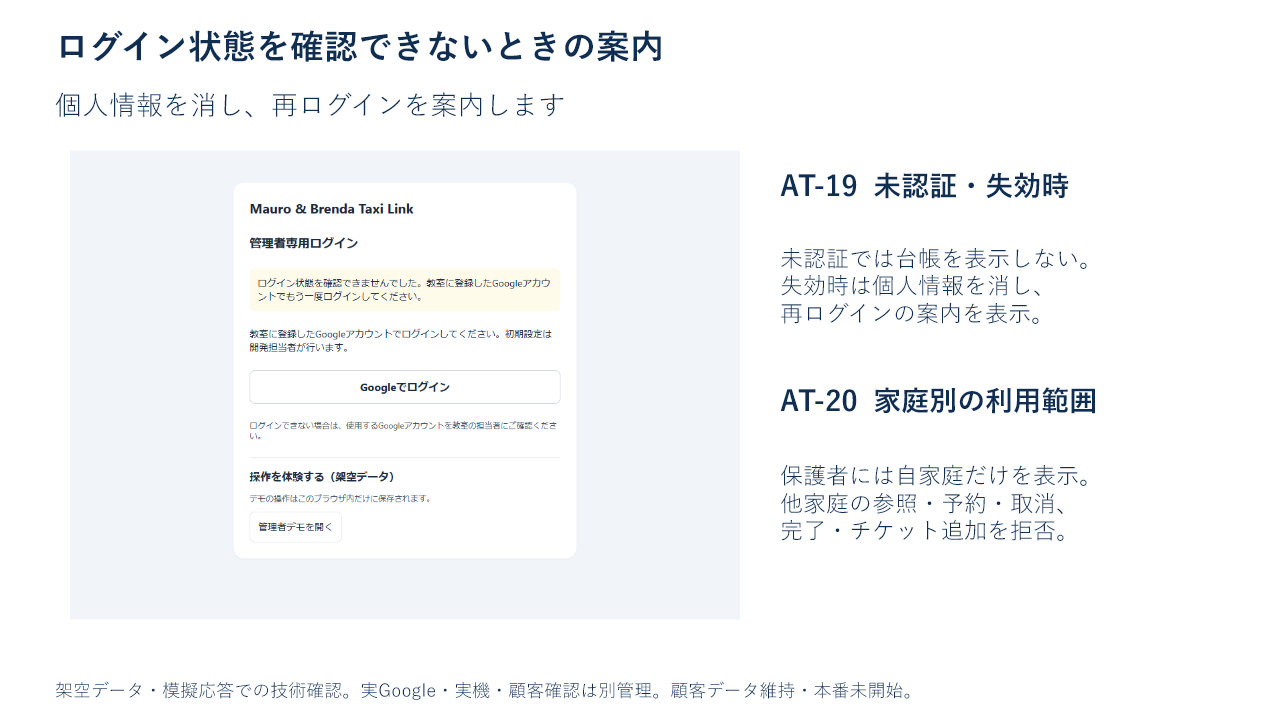 ログイン状態を確認できないときの案内
個人情報を消し、再ログインを案内します
Mauro & Brenda Taxi Link
管理者専用ログイン
ログイン状態を確認できませんでした。教室に登録したGoogleアカウ
ントでもう一度ログインしてください。
教室に登録したGoogleアカウントでログインしてください。初期設定は
開発担当者が行います。
Googleでログイン
ログインできない場合は、使用するGoogleアカウントを教室の担当者にご確認くださ
い。
操作を体験する（架空データ）
デモの操作はこのブラウザ内だけに保存されます。
管理者デモを開く
AT-19 未認証・失効時
未認証では台帳を表示しない。
失効時は個人情報を消し、
再ログインの案内を表示。
AT-20 家庭別の利用範囲
保護者には自家庭だけを表示。
他家庭の参照・予約・取消、
完了・チケット追加を拒否。
架空データ・模擬応答での技術確認。実Google・実機・顧客確認は別管理。顧客データ維持・本番未開始。